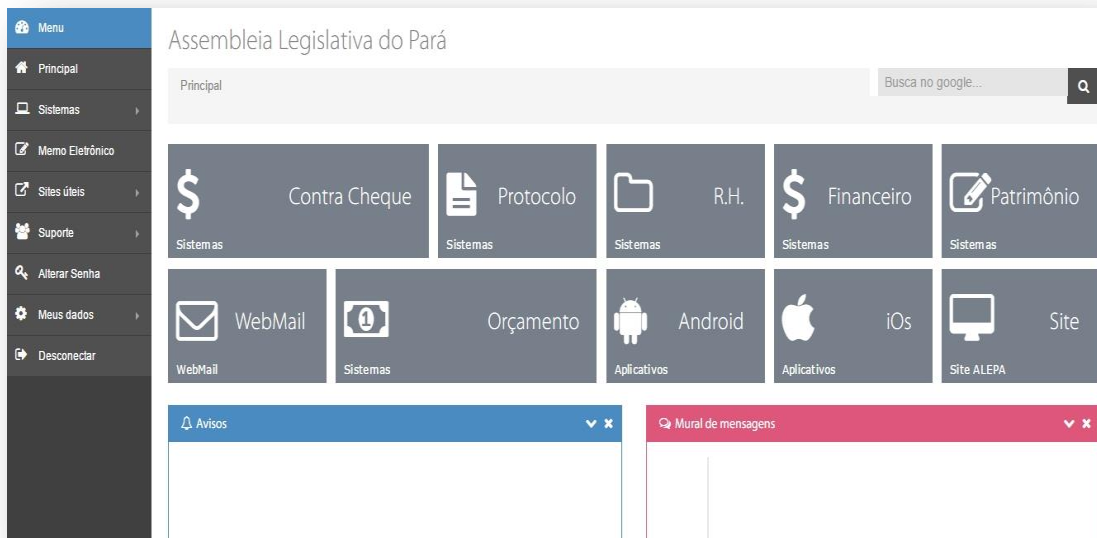 Menu
Principal
Sistemas
Memo Eletrônico
Sites úteis
Suporte
Alterar Senha
Meus dados
Desconectar
Assembleia Legislativa do Pará
Principal
Busca no google...
Contra Cheque
Sistemas
Protocolo
Sistemas
R.H.
Sistemas
Financeiro
Sistemas
Patrimônio
Sistemas
WebMail
WebMail
1
Orçamento
Sistemas
Android
Aplicativos
iOs
Aplicativos
Site
Site ALEPA
Avisos
Mural de mensagens